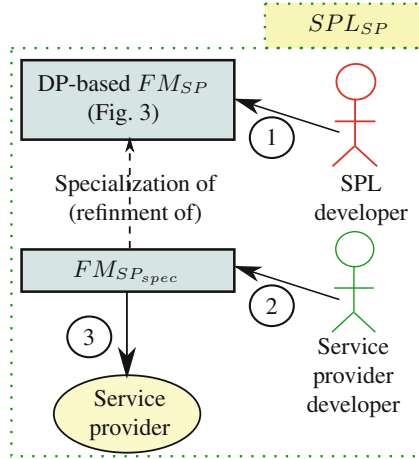 SPL_SP
DP-based FM_SP
(Fig. 3)
1
SPL
developer
Specialization of
(refinement of)
FM_SP_spec
2
3
Service
provider
developer
Service
provider